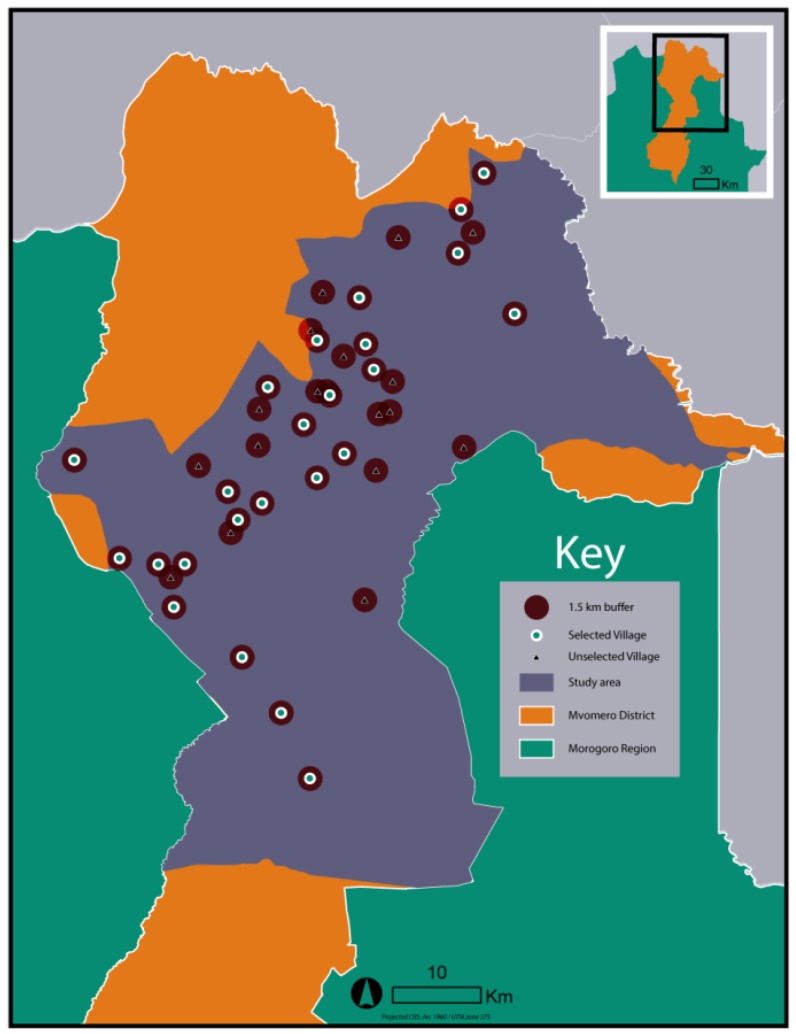 30
Km
Key
1.5 km buffer
Selected Village
Unselected Village
Study area
Mvomero District
Morogoro Region
10
Km
Projected CRS: Arc 1960 / UTM zone 37S